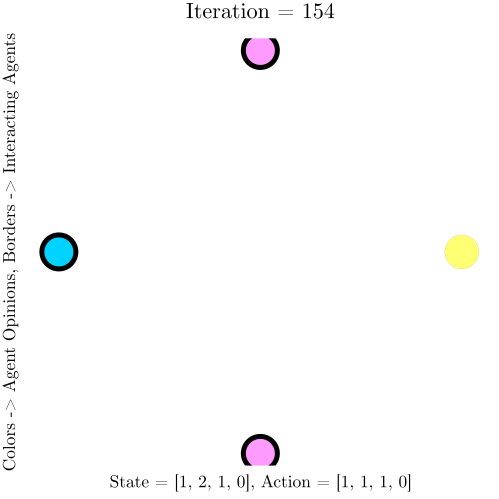 Iteration = 154
Colors -> Agent Opinions, Borders -> Interacting Agents
State = [1, 2, 1, 0], Action = [1, 1, 1, 0]